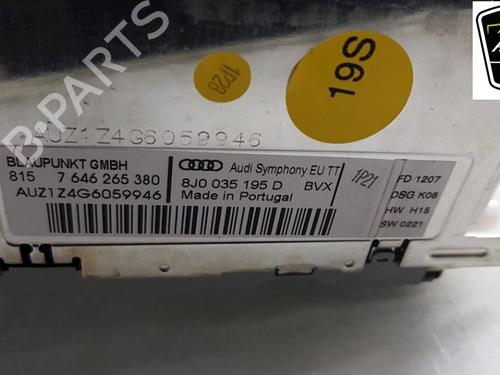 1P28
19S
AUZ1Z4G6059946
BLAUPUNKT GMBH
815 7 646 265 380
AUZ1Z4G6059946
Audi Symphony EU TT
8J0 035 195 D BVX
Made in Portugal
1P21
FD 1207
DSG K08
HW H15
SW 0221